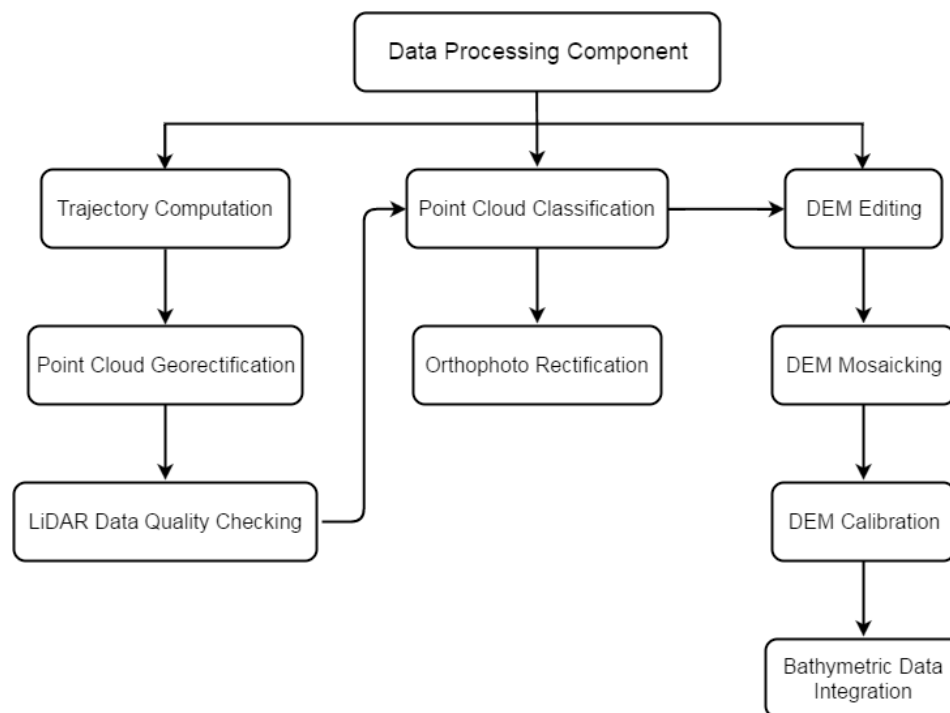 Data Processing Component
Trajectory Computation
Point Cloud Classification
DEM Editing
Point Cloud Georectification
Orthophoto Rectification
DEM Mosaicking
LiDAR Data Quality Checking
DEM Calibration
Bathymetric Data
Integration